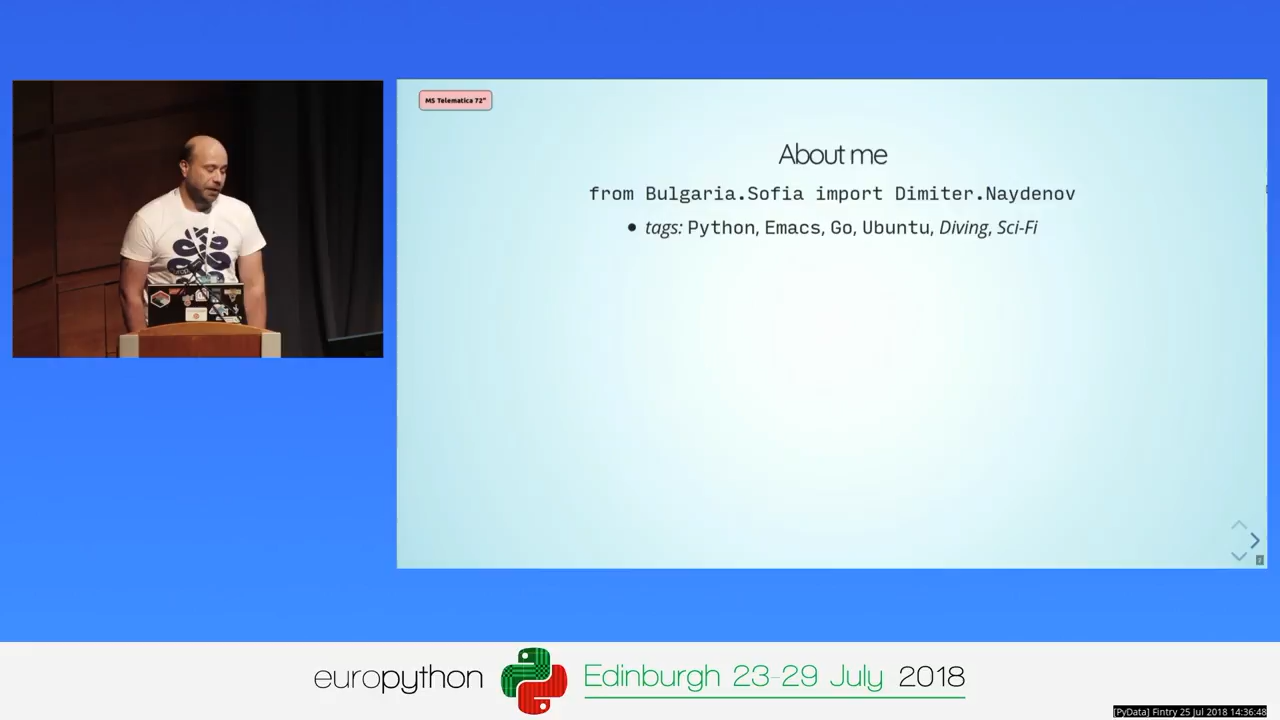 MS Telematica 72"
About me
from Bulgaria.Sofia import Dimiter.Naydenov
• tags: Python, Emacs, Go, Ubuntu, Diving, Sci-Fi
europython Edinburgh 23-29 July 2018
[PyData] Fintry 25 Jul 2018 14:36:48